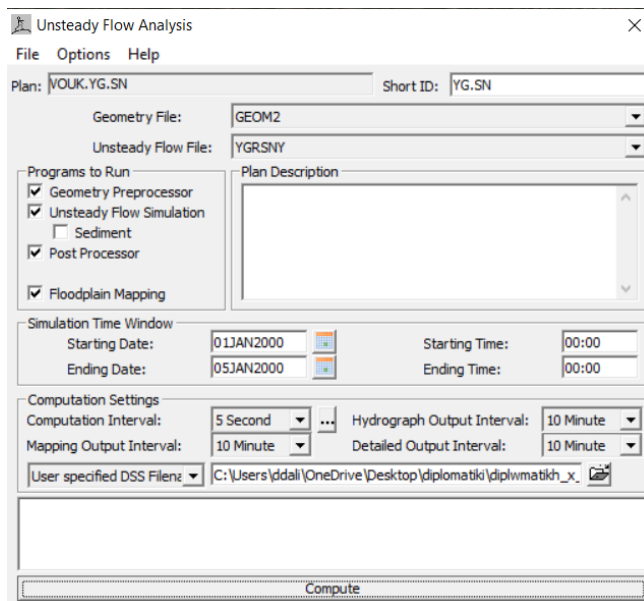 Unsteady Flow Analysis
File Options Help
Plan: VOUK.YG.SN Short ID: YG.SN
Geometry File: GEOM2
Unsteady Flow File: YGRSNY
Programs to Run
Geometry Preprocessor
Unsteady Flow Simulation
Sediment
Post Processor
Floodplain Mapping
Plan Description
Simulation Time Window
Starting Date: 01JAN2000 Starting Time: 00:00
Ending Date: 05JAN2000 Ending Time: 00:00
Computation Settings
Computation Interval: 5 Second ... Hydrograph Output Interval: 10 Minute
Mapping Output Interval: 10 Minute Detailed Output Interval: 10 Minute
User specified DSS Filena C:\Users\ddali\OneDrive\Desktop\diplomatiki\diplwmatikh_x_
Compute